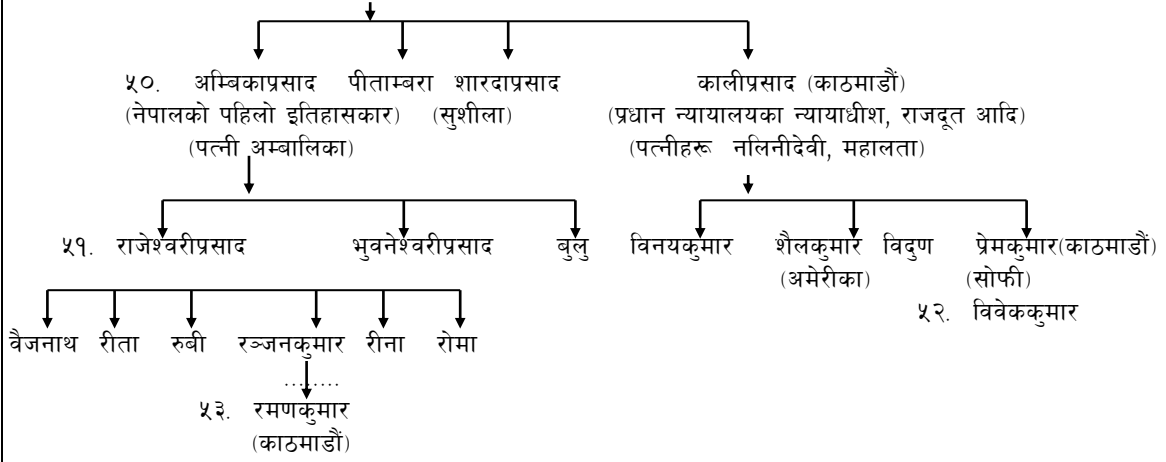 ५०. अम्बिकाप्रसाद पीताम्बरा शारदाप्रसाद कालीप्रसाद (काठमाडौं)
(नेपालको पहिलो इतिहासकार) (सुशीला) (प्रधान न्यायालयका न्यायाधीश, राजदूत आदि)
(पत्नी अम्बालिका) (पत्नीहरू नलिनीदेवी, महालता)
५१. राजेश्वरीप्रसाद भुवनेश्वरीप्रसाद बुलु विनयकुमार शैलकुमार विदुण प्रेमकुमार(काठमाडौं)
(अमेरीका) (सोफी)
५२. विवेककुमार
वैजनाथ रीता रुबी रञ्जनकुमार रीना रोमा
........
५३. रमणकुमार
(काठमाडौं)